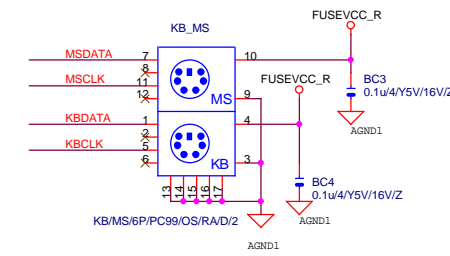 FUSEVCC_R
KB_MS
MSDATA 7 10
8
MSCLK 11
FUSEVCC_R
BC3
0.1u/4/Y5V/16V/Z
12 MS 9
AGND1
KBDATA 1 4
2
KBCLK 5
6 KB 3
BC4
0.1u/4/Y5V/16V/Z
13 14 15 16 17
KB/MS/6P/PC99/OS/RA/D/2
AGND1
AGND1